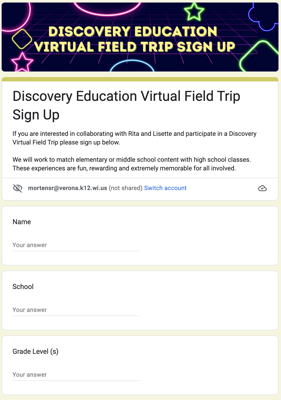 DISCOVERY EDUCATION
VIRTUAL FIELD TRIP SIGN UP
Discovery Education Virtual Field Trip
Sign Up
If you are interested in collaborating with Rita and Lisette and participate in a Discovery
Virtual Field Trip please sign up below.
We will work to match elementary or middle school content with high school classes.
These experiences are fun, rewarding and extremely memorable for all involved.
mortensr@verona.k12.wi.us (not shared) Switch account
Name
Your answer
School
Your answer
Grade Level (s)
Your answer